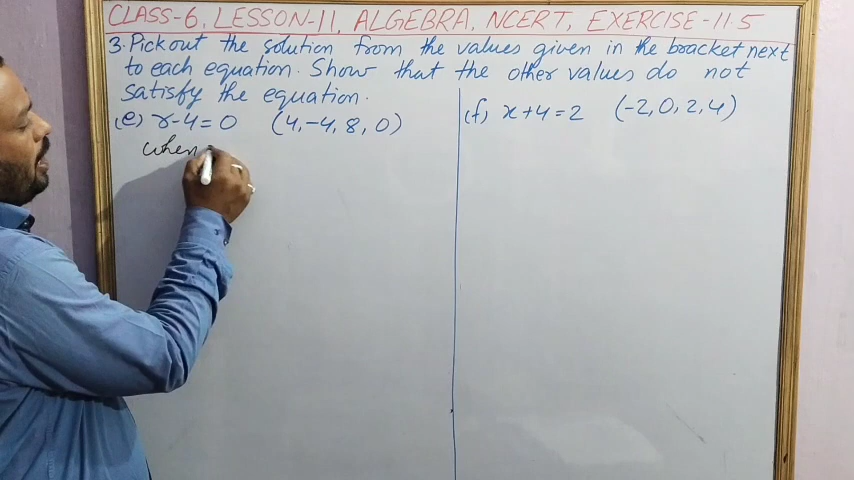 CLASS-6, LESSON-11, ALGEBRA, NCERT, EXERCISE-11.5
3. Pick out the solution from the values given in the bracket next
to each equation. Show that the other values do not
satisfy the equation.
(e) r-4=0 (4,-4, 8, 0)
when
(f) x+4=2 (-2, 0, 2, 4)